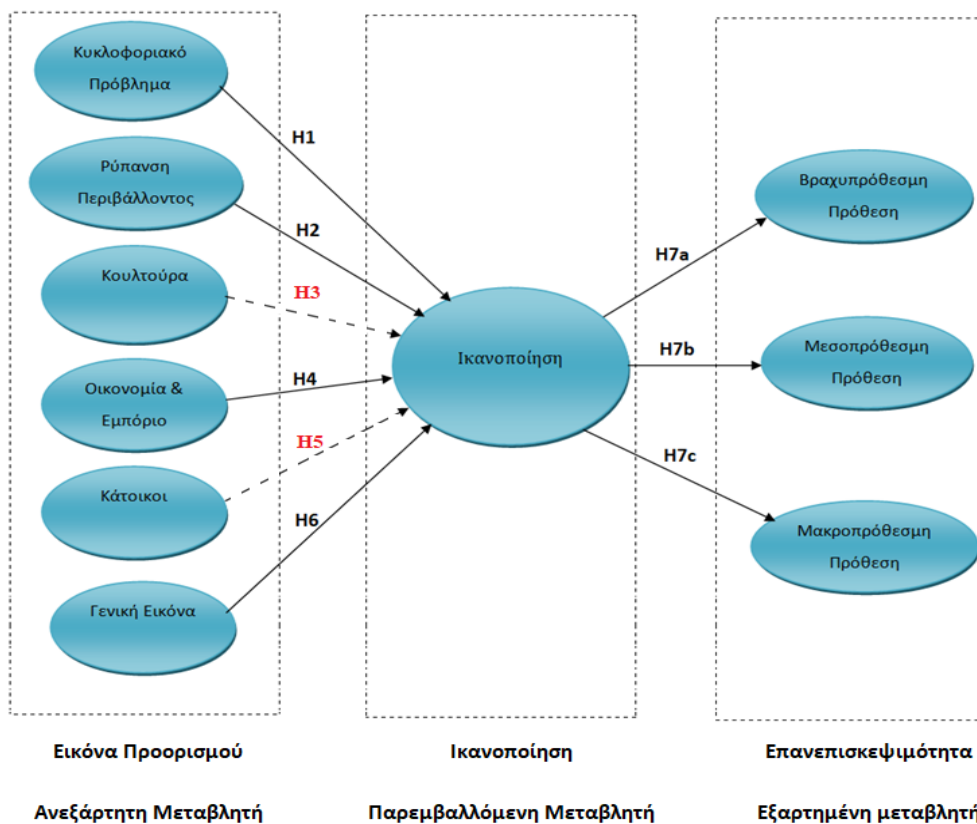 Κυκλοφοριακό
Πρόβλημα
H1
Ρύπανση
Περιβάλλοντος
H2
Κουλτούρα
H3
Οικονομία &
Εμπόριο
H4
Κάτοικοι
H5
Γενική Εικόνα
H6
Ικανοποίηση
H7a
H7b
H7c
Βραχυπρόθεσμη
Πρόθεση
Μεσοπρόθεσμη
Πρόθεση
Μακροπρόθεσμη
Πρόθεση
Εικόνα Προορισμού
Ανεξάρτητη Μεταβλητή
Ικανοποίηση
Παρεμβαλλόμενη Μεταβλητή
Επανεπισκεψιμότητα
Εξαρτημένη μεταβλητή